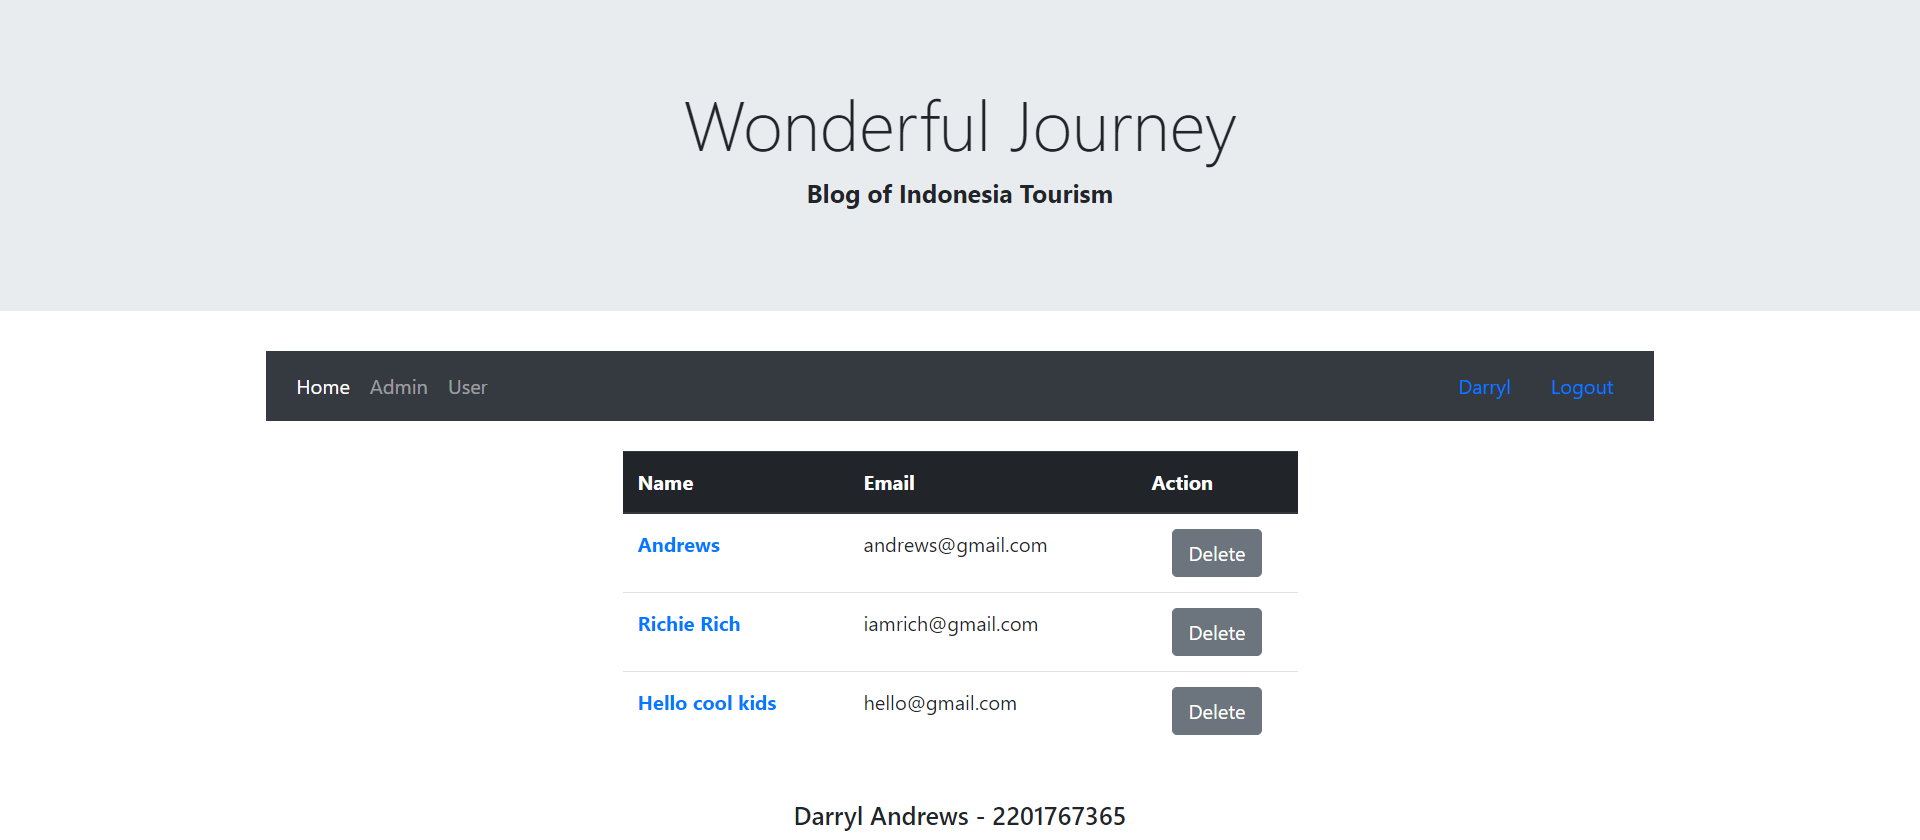 Wonderful Journey
Blog of Indonesia Tourism
Home Admin User Darryl Logout
Name Email Action
Andrews andrews@gmail.com Delete
Richie Rich iamrich@gmail.com Delete
Hello cool kids hello@gmail.com Delete
Darryl Andrews - 2201767365